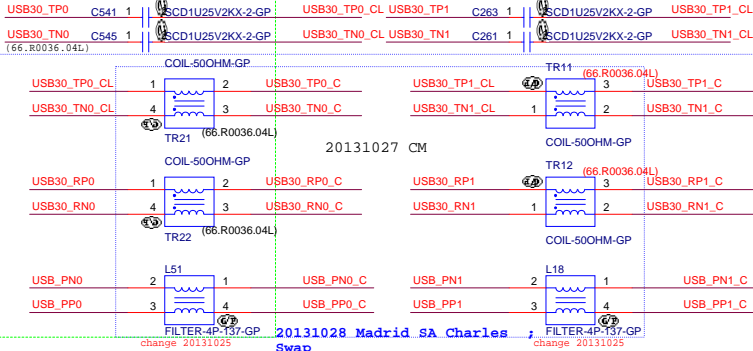 USB30_TP0 C541 1 SCD1U25V2KX-2-GP USB30_TP0_CL USB30_TP1 C263 1 SCD1U25V2KX-2-GP USB30_TP1_CL
USB30_TN0 C545 1 SCD1U25V2KX-2-GP USB30_TN0_CL USB30_TN1 C261 1 SCD1U25V2KX-2-GP USB30_TN1_CL
(66.R0036.04L)
COIL-50OHM-GP
TR11
(66.R0036.04L)
USB30_TP0_CL 1 2 USB30_TP0_C
USB30_TP1_CL 3 USB30_TP1_C
USB30_TN0_CL 4 3 USB30_TN0_C
USB30_TN1_CL 1 2 USB30_TN1_C
TR21
(66.R0036.04L)
COIL-50OHM-GP
20131027 CM
COIL-50OHM-GP
TR12
(66.R0036.04L)
USB30_RP0 1 2 USB30_RP0_C
USB30_RP1 3 USB30_RP1_C
USB30_RN0 4 3 USB30_RN0_C
USB30_RN1 1 2 USB30_RN1_C
TR22
(66.R0036.04L)
COIL-50OHM-GP
L51
L18
USB_PN0 2 1 USB_PN0_C
USB_PN1 2 1 USB_PN1_C
USB_PP0 3 4 USB_PP0_C
USB_PP1 3 4 USB_PP1_C
FILTER-4P-137-GP
change 20131025
20131028 Madrid SA Charles ;
Swap
FILTER-4P-137-GP
change 20131025